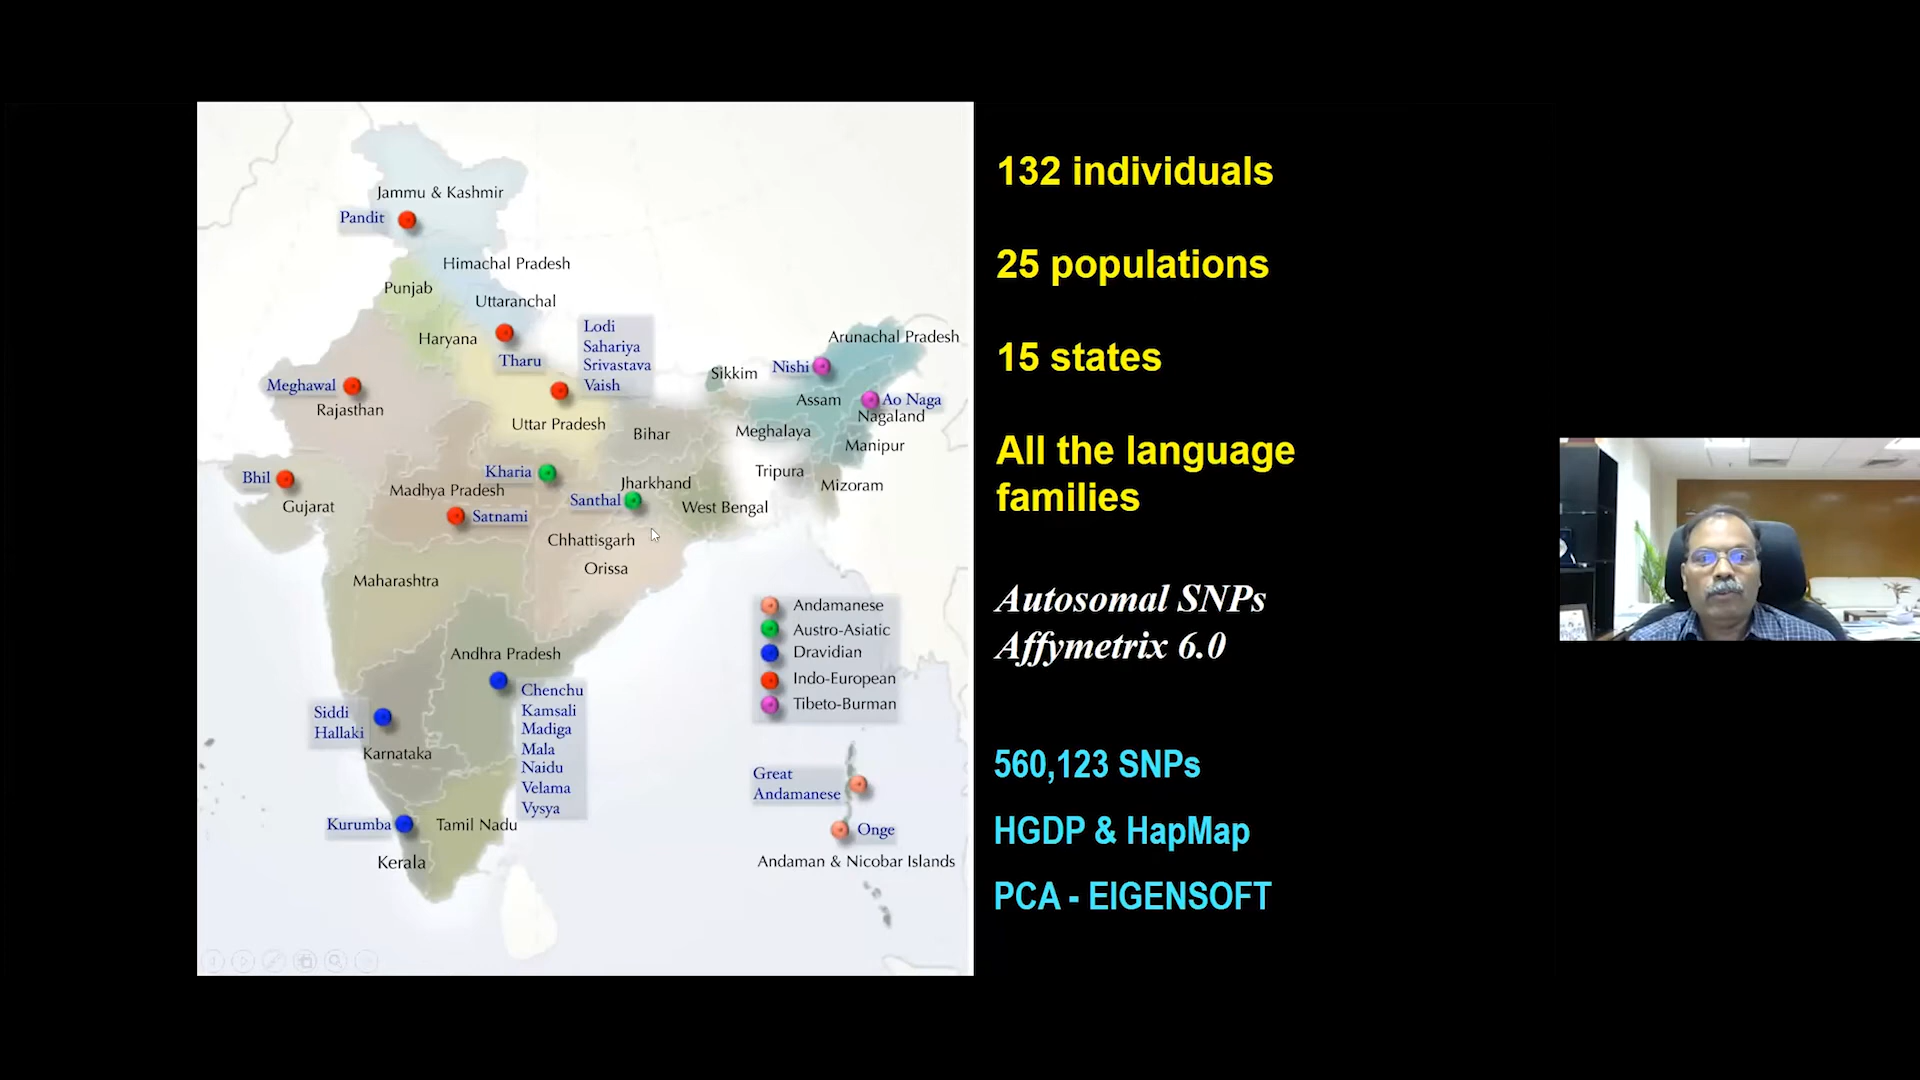 Jammu & Kashmir
Pandit
Himachal Pradesh
Punjab
Uttaranchal
Haryana
Tharu
Lodi
Sahariya
Srivastava
Vaish
Arunachal Pradesh
Nishi
Sikkim
Meghawal
Rajasthan
Assam
Ao Naga
Nagaland
Uttar Pradesh
Bihar
Meghalaya
Manipur
Bhil
Gujarat
Kharia
Madhya Pradesh
Jharkhand
Santhal
Tripura
Mizoram
Satnami
West Bengal
Chhattisgarh
Orissa
Maharashtra
Andamanese
Austro-Asiatic
Dravidian
Indo-European
Tibeto-Burman
Andhra Pradesh
Chenchu
Kamsali
Madiga
Mala
Naidu
Velama
Vysya
Siddi
Hallaki
Karnataka
Great
Andamanese
Kurumba
Tamil Nadu
Onge
Kerala
Andaman & Nicobar Islands
132 individuals
25 populations
15 states
All the language
families
Autosomal SNPs
Affymetrix 6.0
560,123 SNPs
HGDP & HapMap
PCA - EIGENSOFT